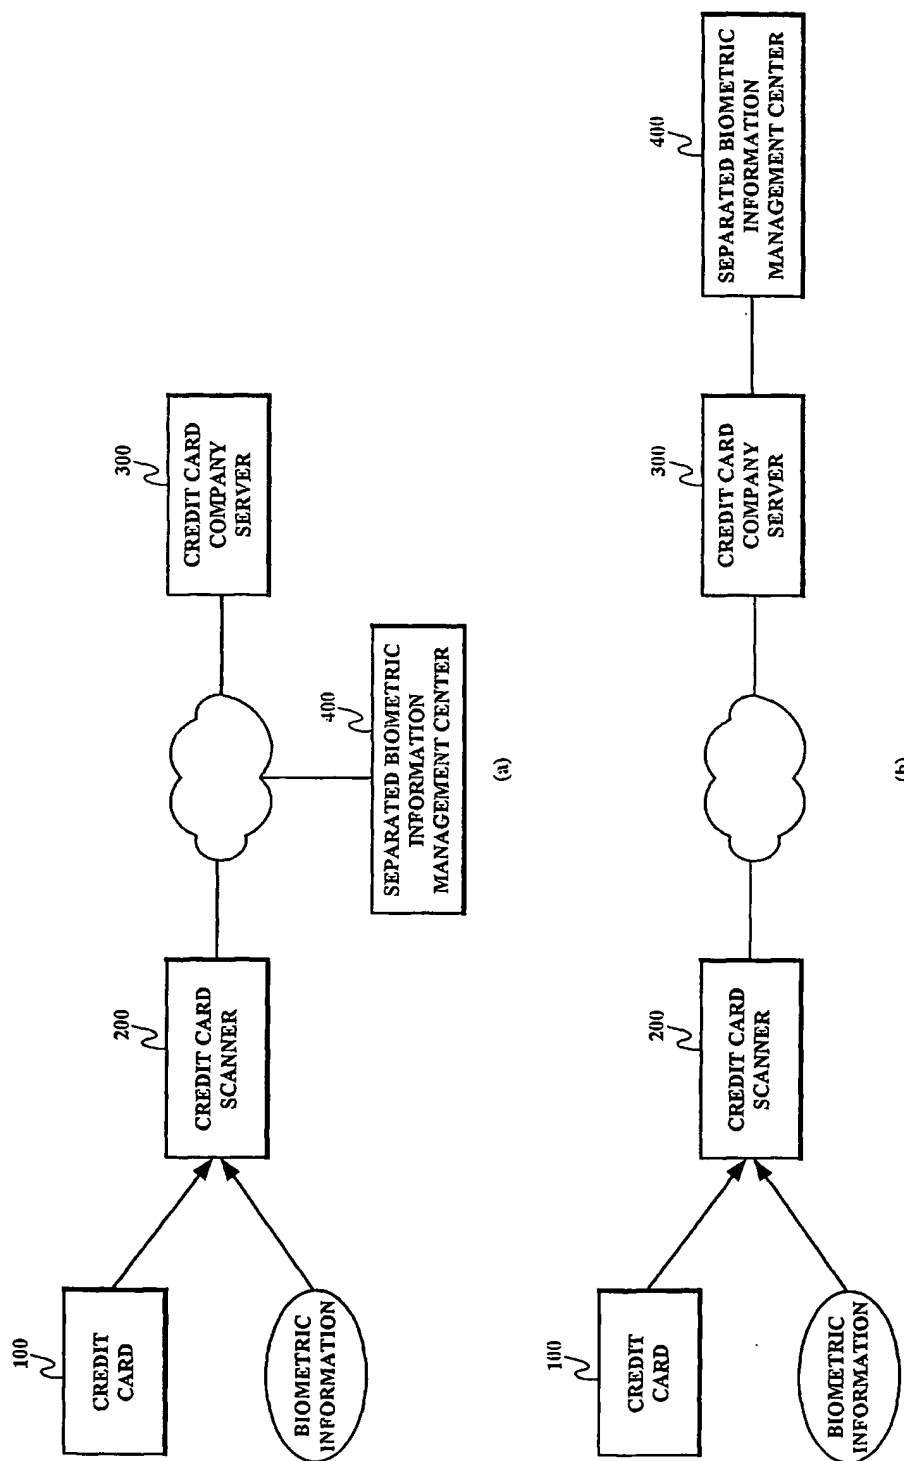 100
CREDIT
CARD
BIOMETRIC
INFORMATION
200
CREDIT CARD
SCANNER
300
CREDIT CARD
COMPANY
SERVER
400
SEPARATED BIOMETRIC
INFORMATION
MANAGEMENT CENTER
(a)
100
CREDIT
CARD
BIOMETRIC
INFORMATION
200
CREDIT CARD
SCANNER
300
CREDIT CARD
COMPANY
SERVER
400
SEPARATED BIOMETRIC
INFORMATION
MANAGEMENT CENTER
(b)